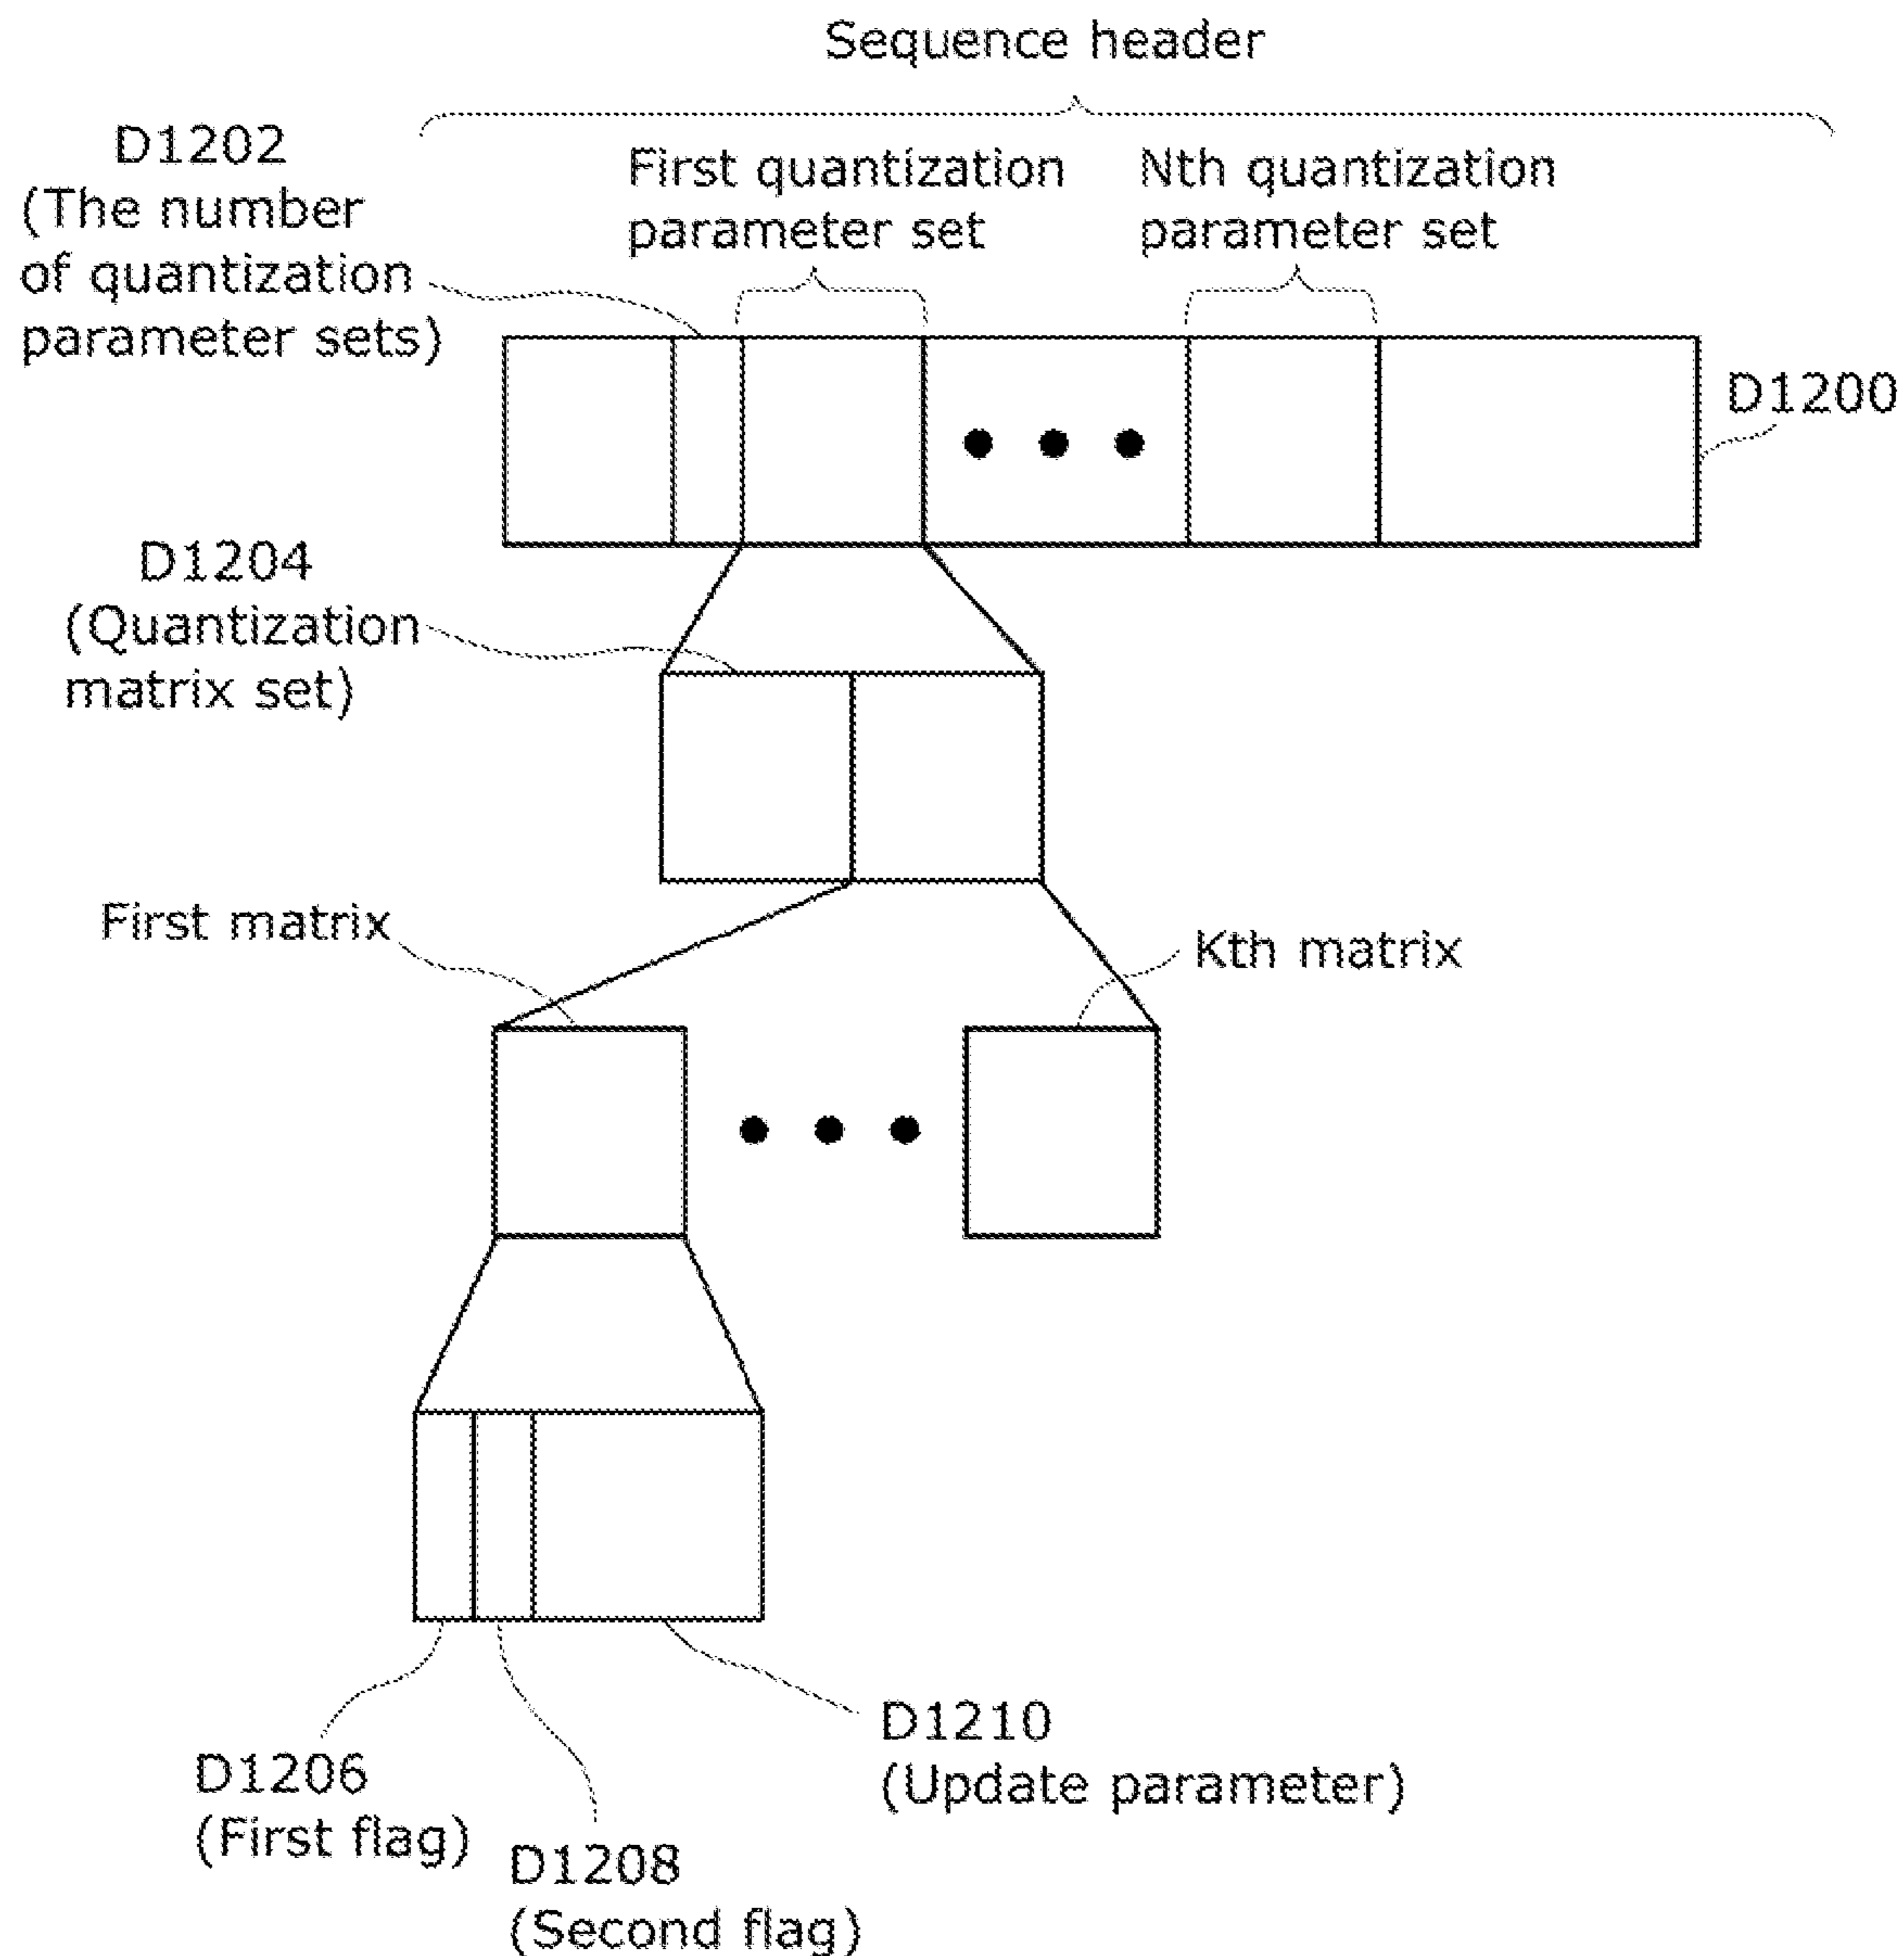 Sequence header
D1202
(The number
of quantization
parameter sets)
First quantization
parameter set
Nth quantization
parameter set
D1200
D1204
(Quantization
matrix set)
First matrix
Kth matrix
D1206
(First flag)
D1208
(Second flag)
D1210
(Update parameter)